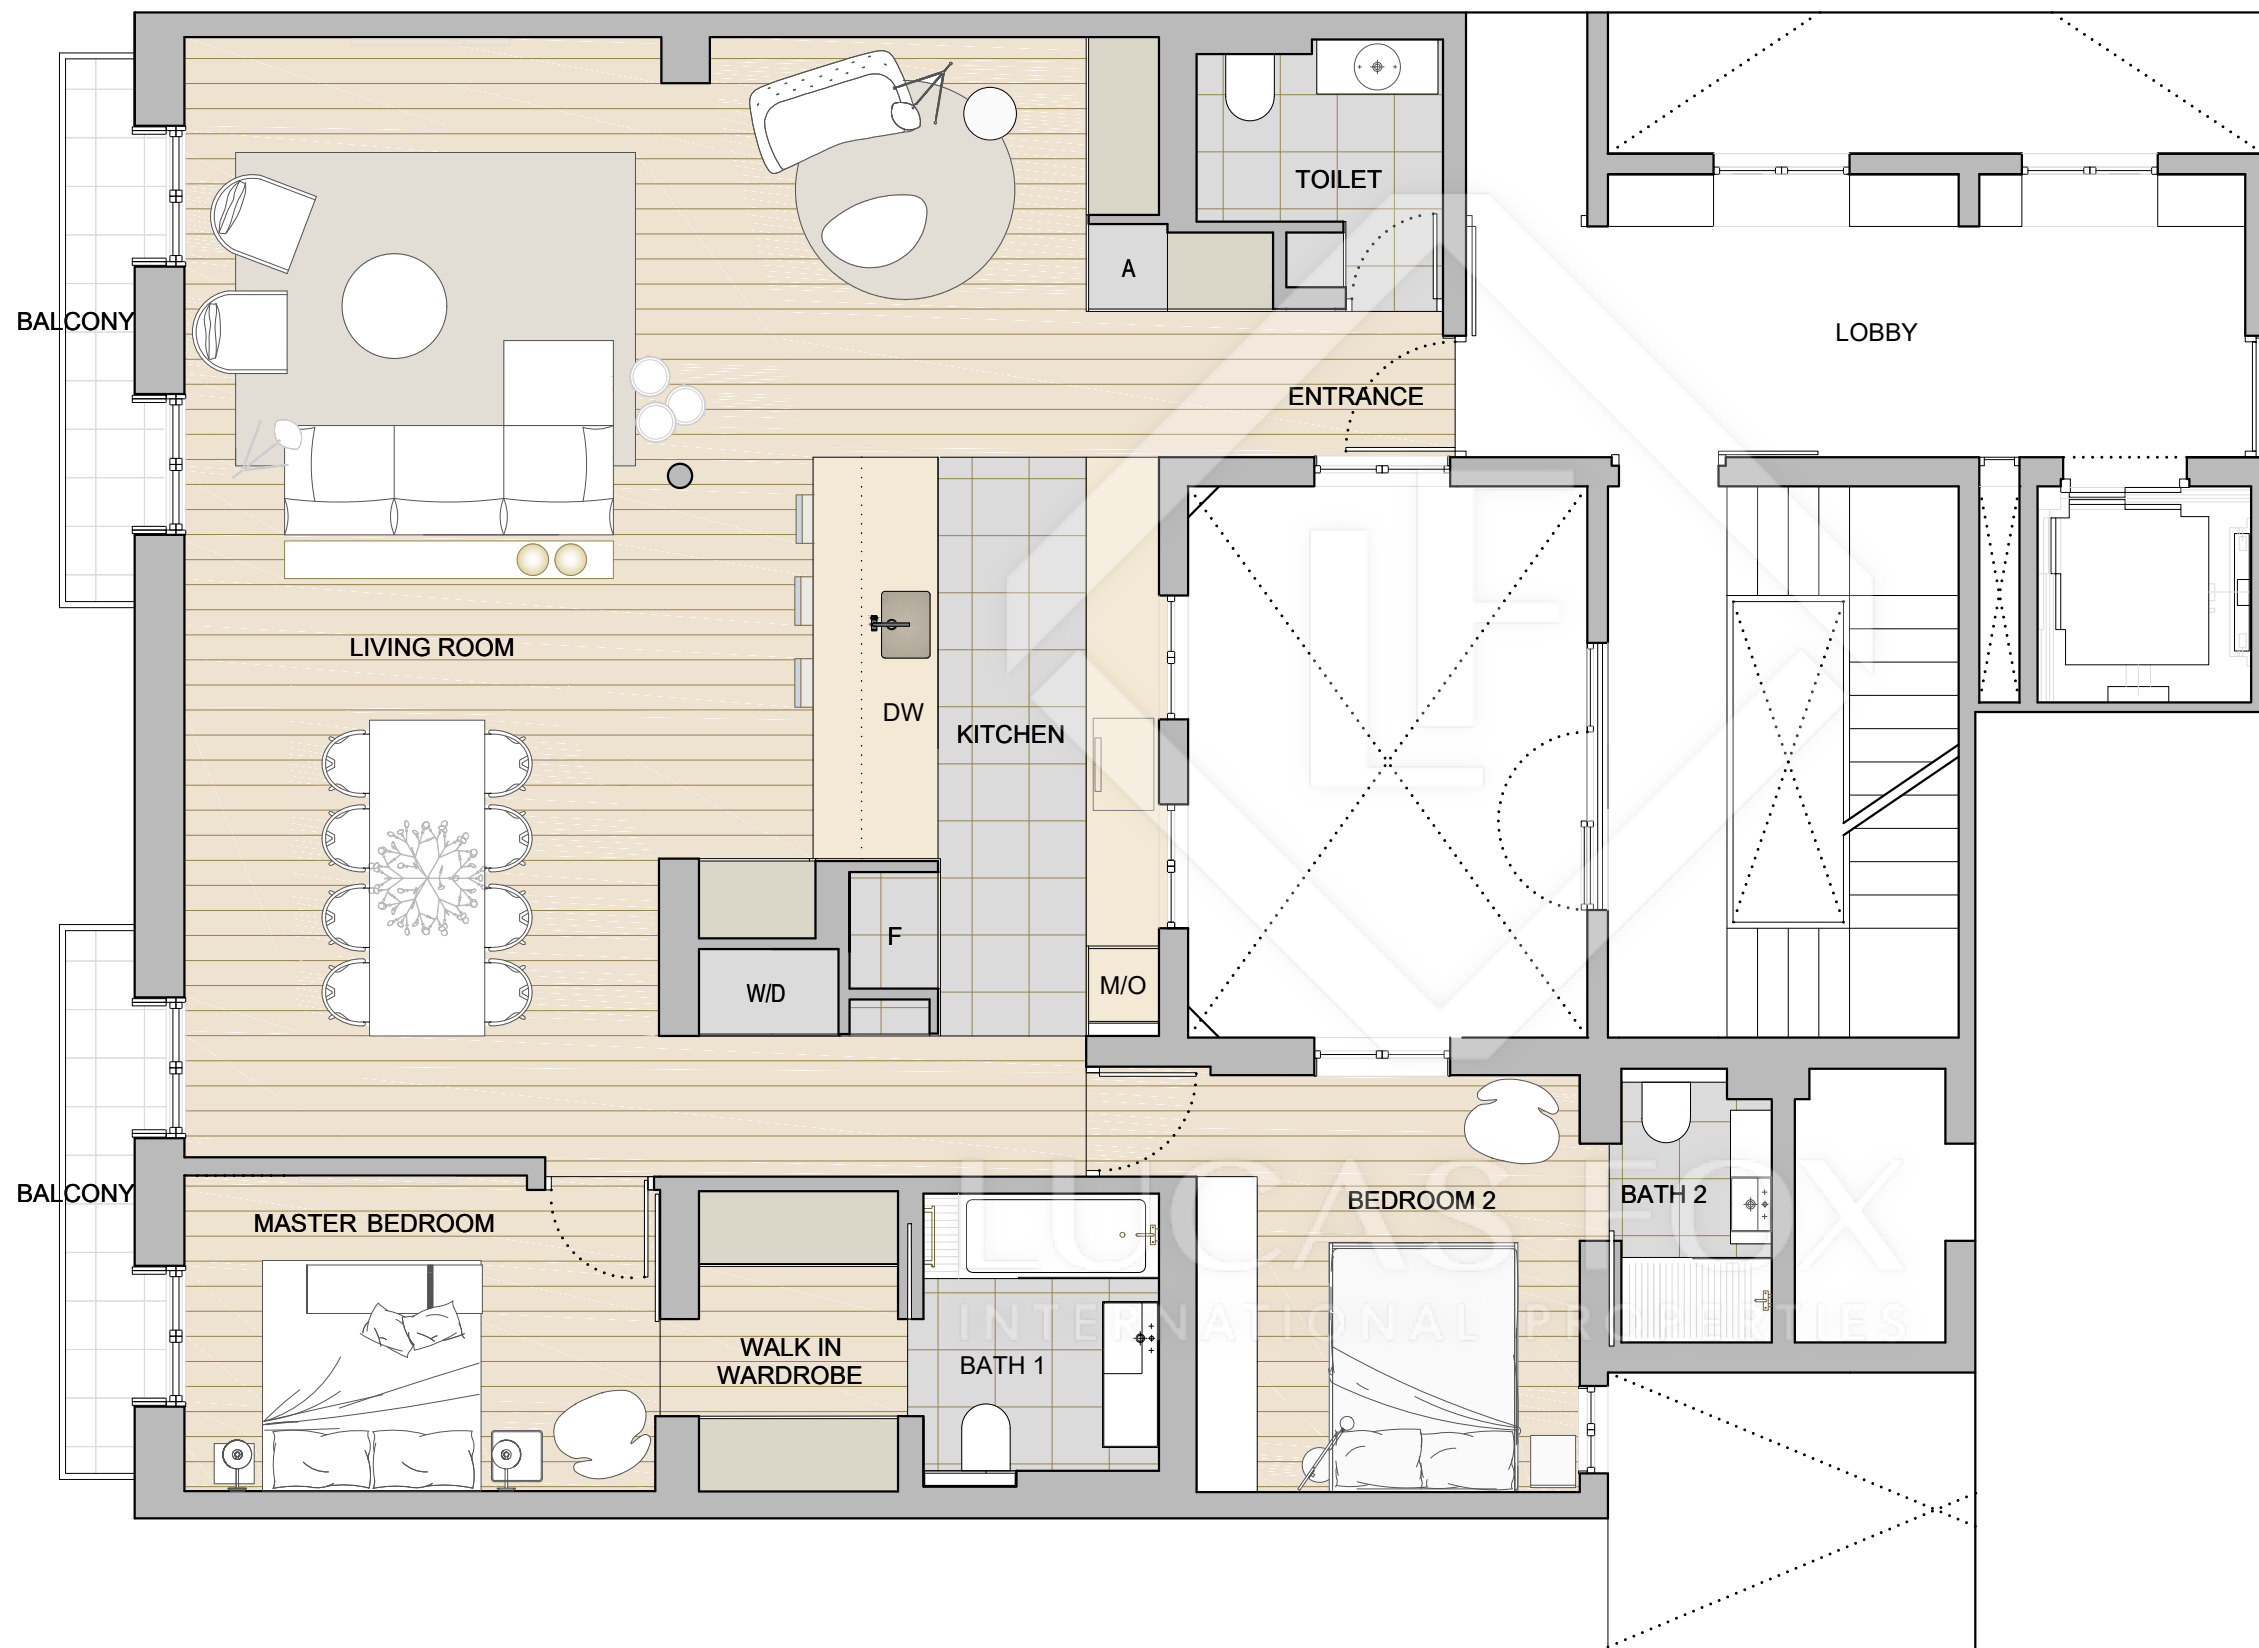 TOILET
A
BALCONY
LOBBY
ENTRANCE
LIVING ROOM
DW
KITCHEN
F
W/D
M/O
BALCONY
MASTER BEDROOM
BEDROOM 2
BATH 2
LUCAS FOX
INTERNATIONAL PROPERTIES
WALK IN
WARDROBE
BATH 1
LF